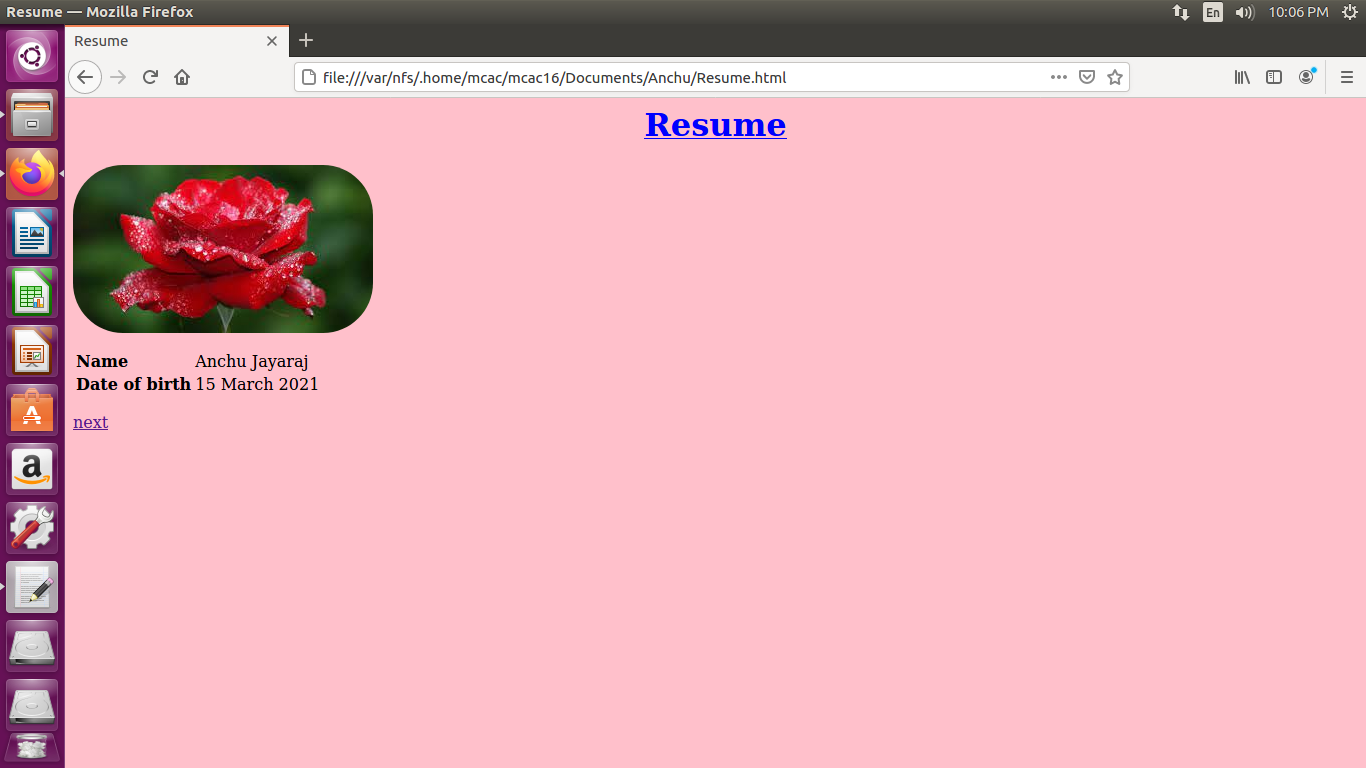 Resume — Mozilla Firefox
En
10:06 PM
Resume
file:///var/nfs/.home/mcac/mcac16/Documents/Anchu/Resume.html
Resume
Name Anchu Jayaraj
Date of birth 15 March 2021
next
A
a